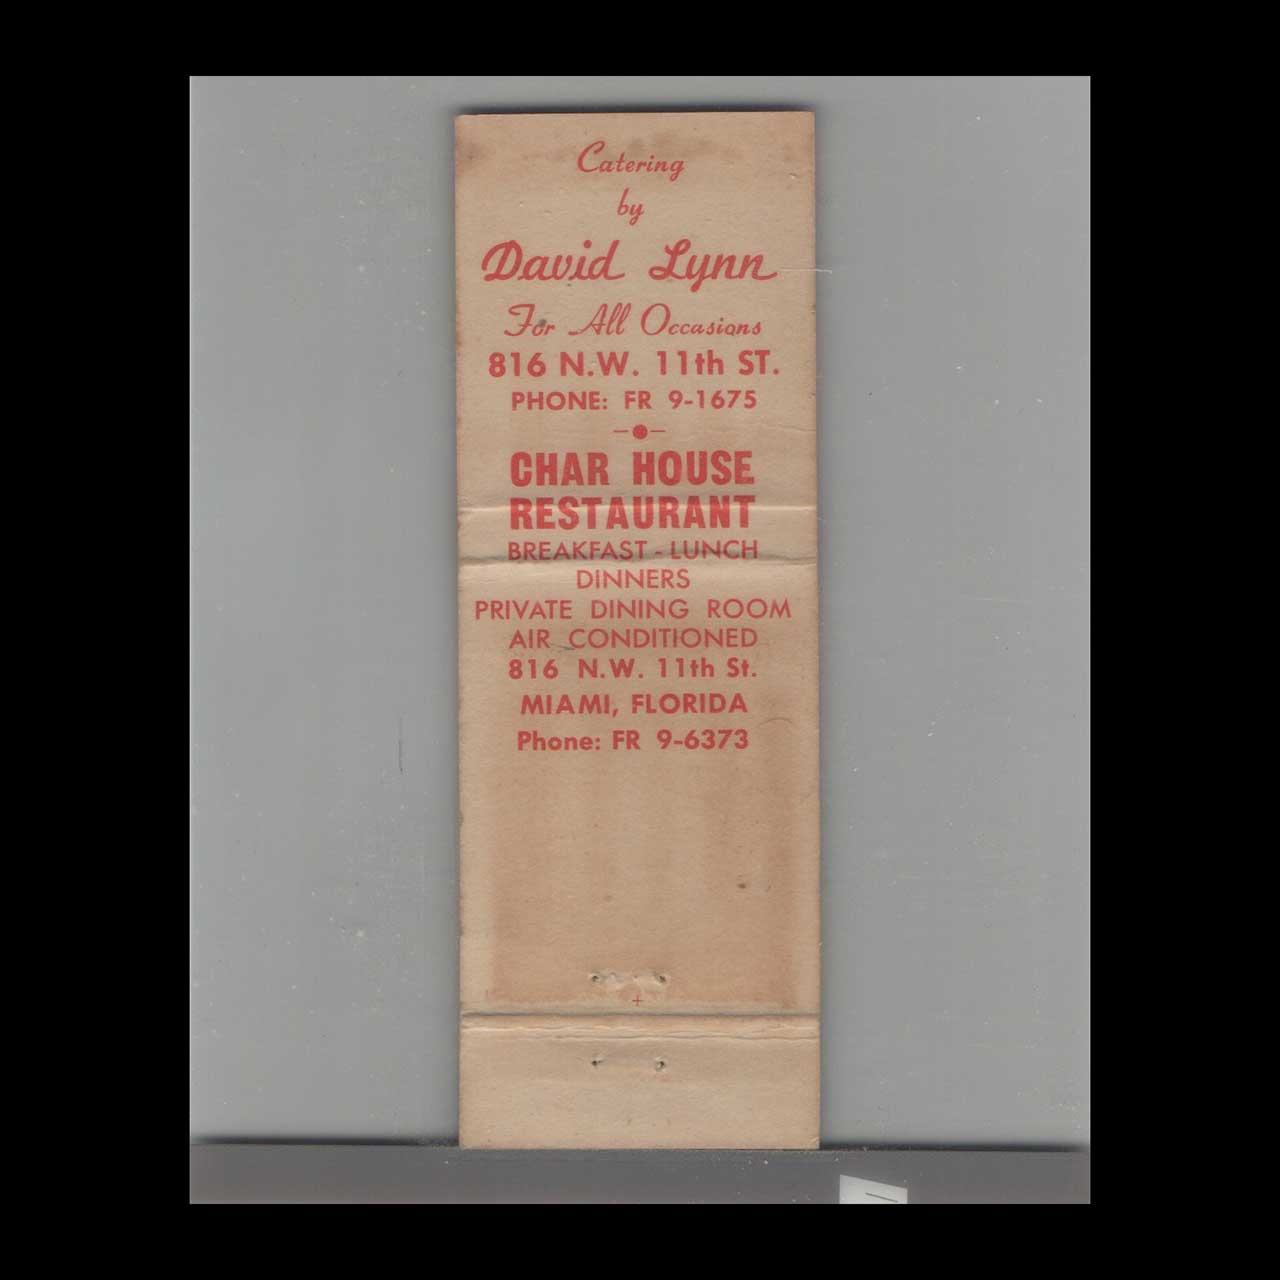 Catering
by
David Lynn
For All Occasions
816 N.W. 11th ST.
PHONE: FR 9-1675
CHAR HOUSE
RESTAURANT
BREAKFAST - LUNCH
DINNERS
PRIVATE DINING ROOM
AIR CONDITIONED
816 N.W. 11th St.
MIAMI, FLORIDA
Phone: FR 9-6373